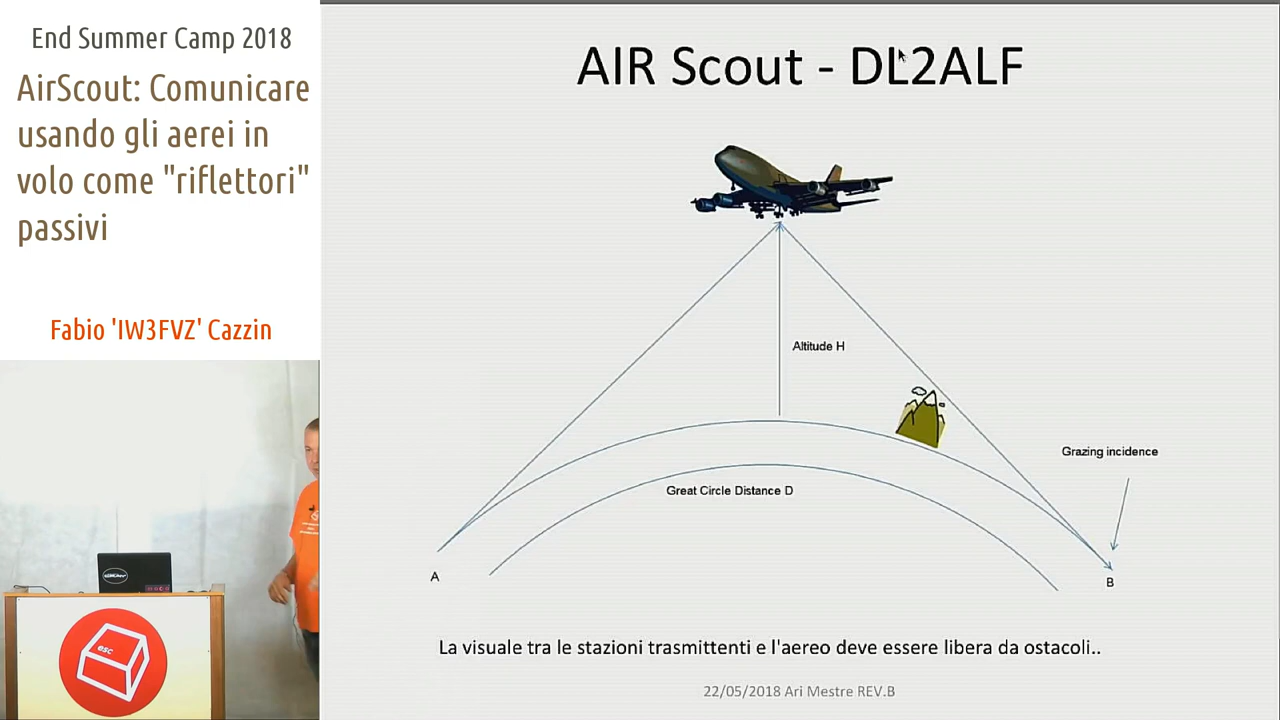 End Summer Camp 2018
AirScout: Comunicare
usando gli aerei in
volo come "riflettori"
passivi
Fabio 'IW3FVZ' Cazzin
esc
AIR Scout - DL2ALF
Altitude H
Grazing incidence
Great Circle Distance D
A
B
La visuale tra le stazioni trasmittenti e l'aereo deve essere libera da ostacoli..
22/05/2018 Ari Mestre REV.B